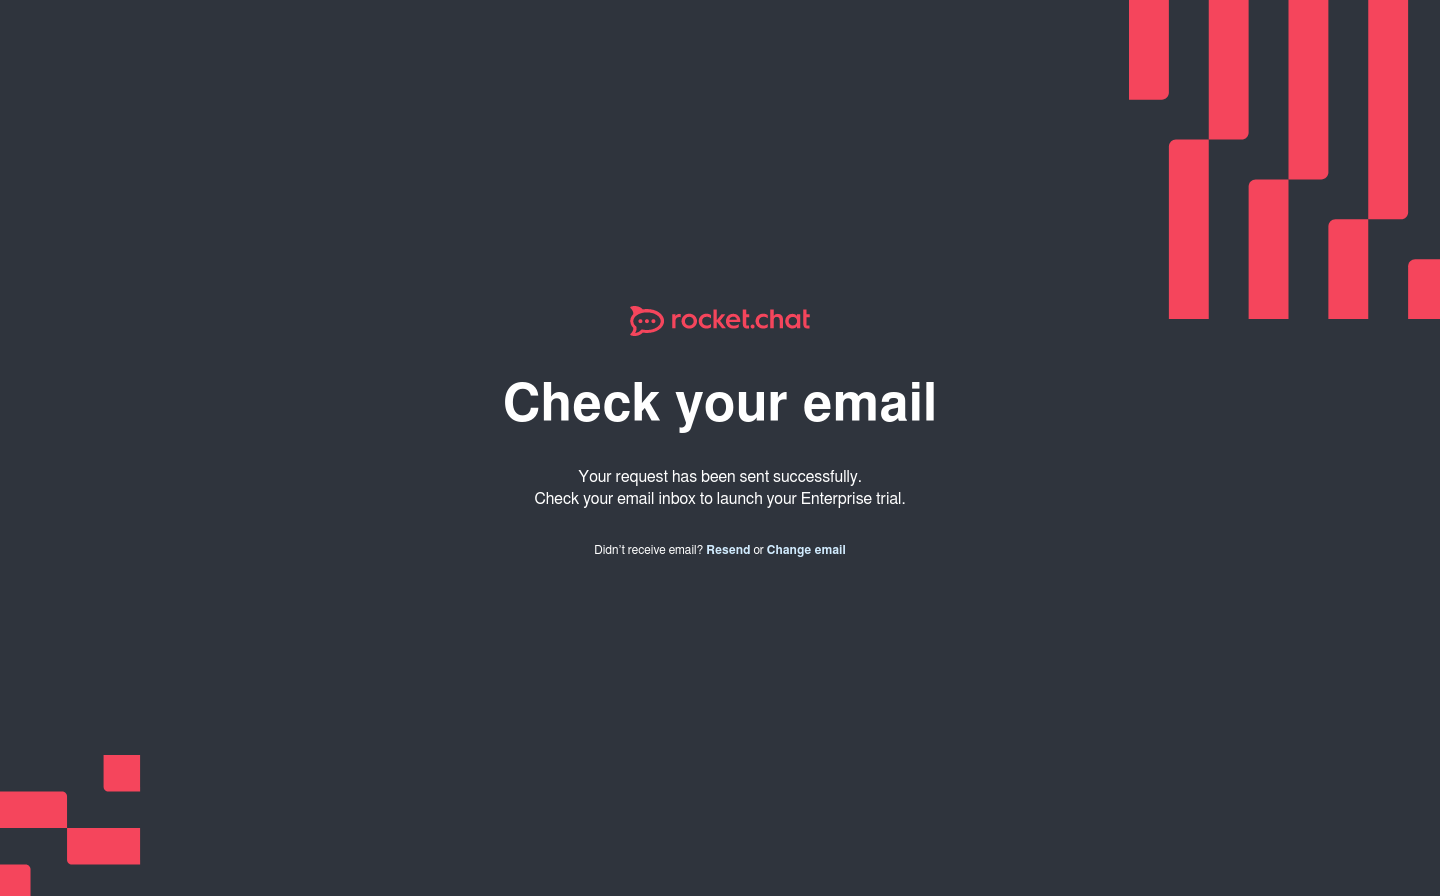 rocket.chat
Check your email
Your request has been sent successfully.
Check your email inbox to launch your Enterprise trial.
Didn't receive email? Resend or Change email